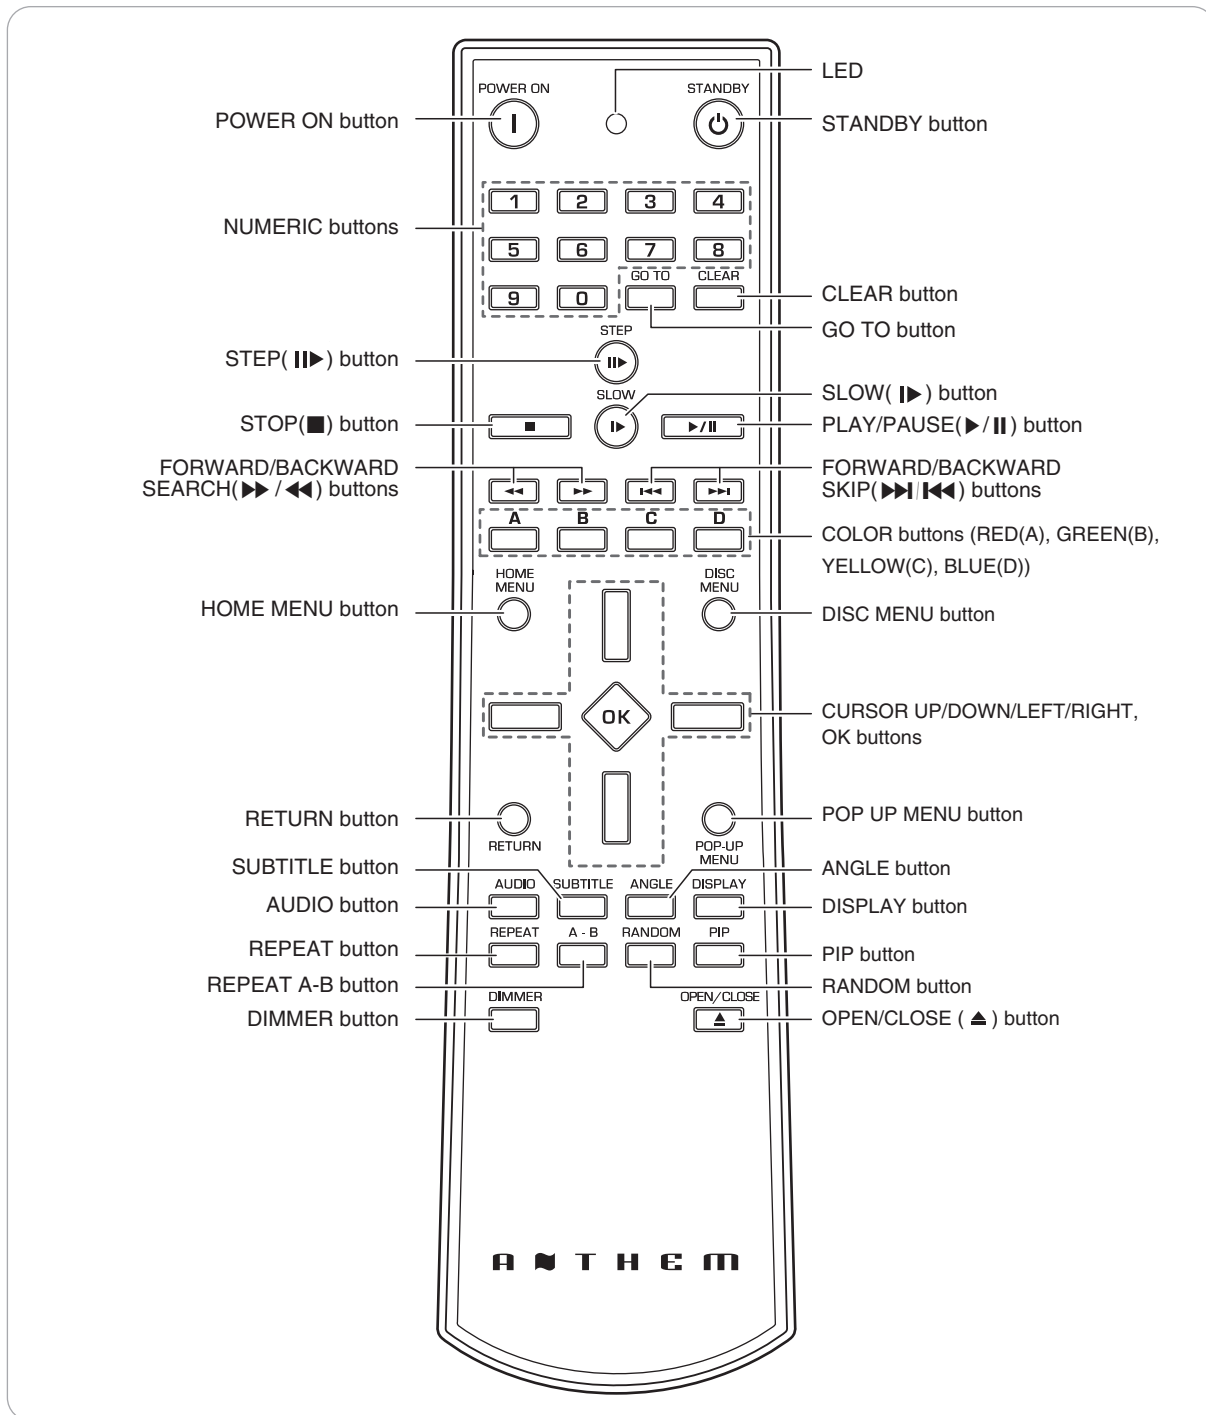 LED
POWER ON STANDBY
POWER ON button
STANDBY button
1 2 3 4
NUMERIC buttons
5 6 7 8
GO TO CLEAR
9 0
CLEAR button
GO TO button
STEP
STEP( ) button
SLOW
SLOW( ) button
STOP(■) button
PLAY/PAUSE(▶/ ) button
FORWARD/BACKWARD
SEARCH(▶▶ /◀◀) buttons
FORWARD/BACKWARD
SKIP(▶▶|/|◀◀) buttons
A B C D
COLOR buttons (RED(A), GREEN(B),
YELLOW(C), BLUE(D))
HOME
MENU
DISC
MENU
HOME MENU button
DISC MENU button
OK
CURSOR UP/DOWN/LEFT/RIGHT,
OK buttons
RETURN button
POP UP MENU button
RETURN
POP-UP
MENU
SUBTITLE button
ANGLE button
AUDIO SUBTITLE ANGLE DISPLAY
AUDIO button
DISPLAY button
REPEAT A - B RANDOM PIP
REPEAT button
PIP button
REPEAT A-B button
RANDOM button
DIMMER OPEN/CLOSE
DIMMER button
OPEN/CLOSE ( ⏏ ) button
ANTHEM